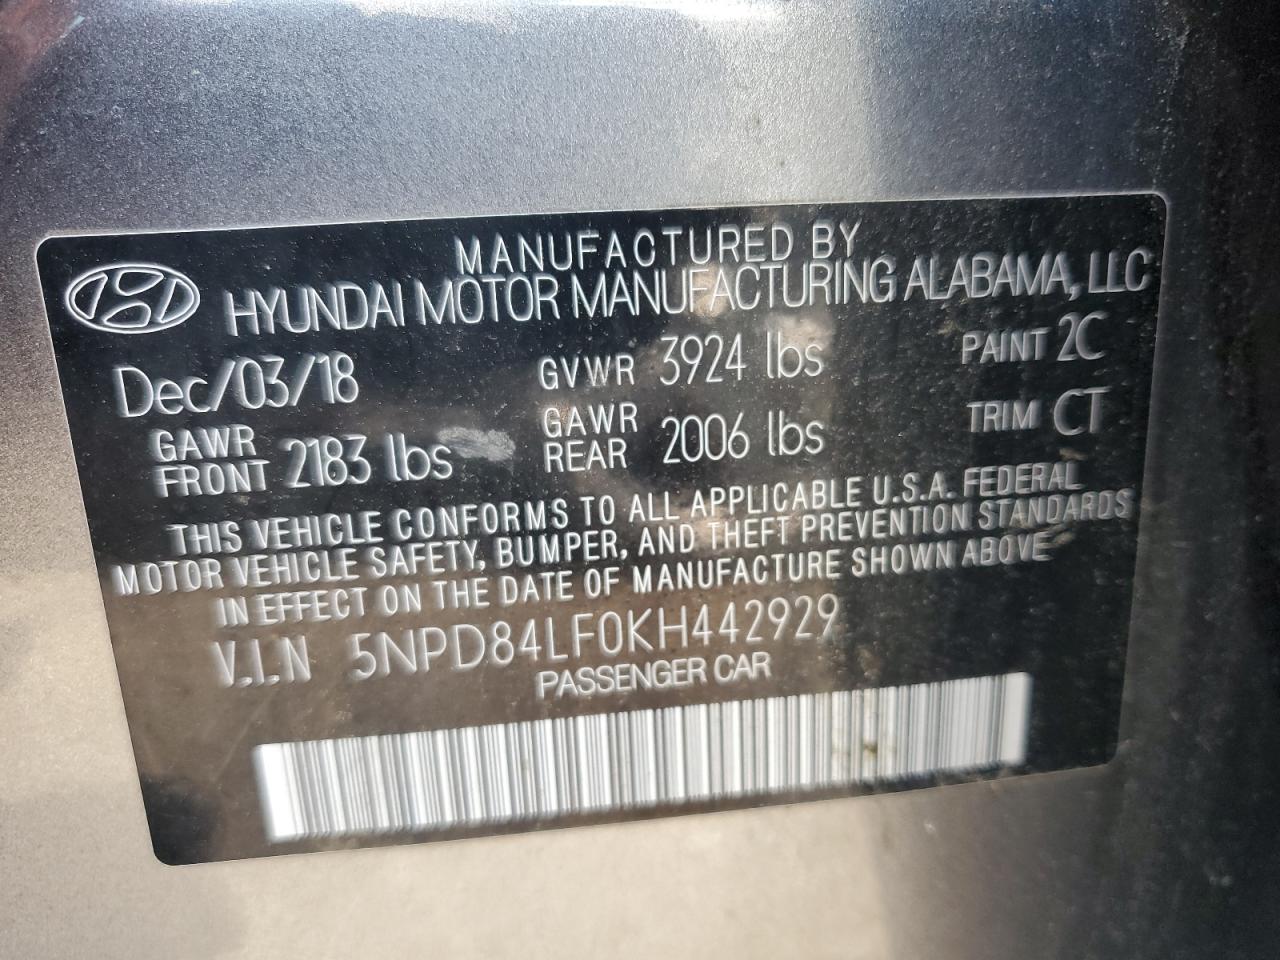 MANUFACTURED BY
HYUNDAI MOTOR MANUFACTURING ALABAMA, LLC
Dec/03/18 GVWR 3924 lbs PAINT 2C
GAWR FRONT 2183 lbs GAWR REAR 2006 lbs TRIM CT
THIS VEHICLE CONFORMS TO ALL APPLICABLE U.S.A. FEDERAL
MOTOR VEHICLE SAFETY, BUMPER, AND THEFT PREVENTION STANDARDS
IN EFFECT ON THE DATE OF MANUFACTURE SHOWN ABOVE
V.I.N 5NPD84LF0KH442929
PASSENGER CAR